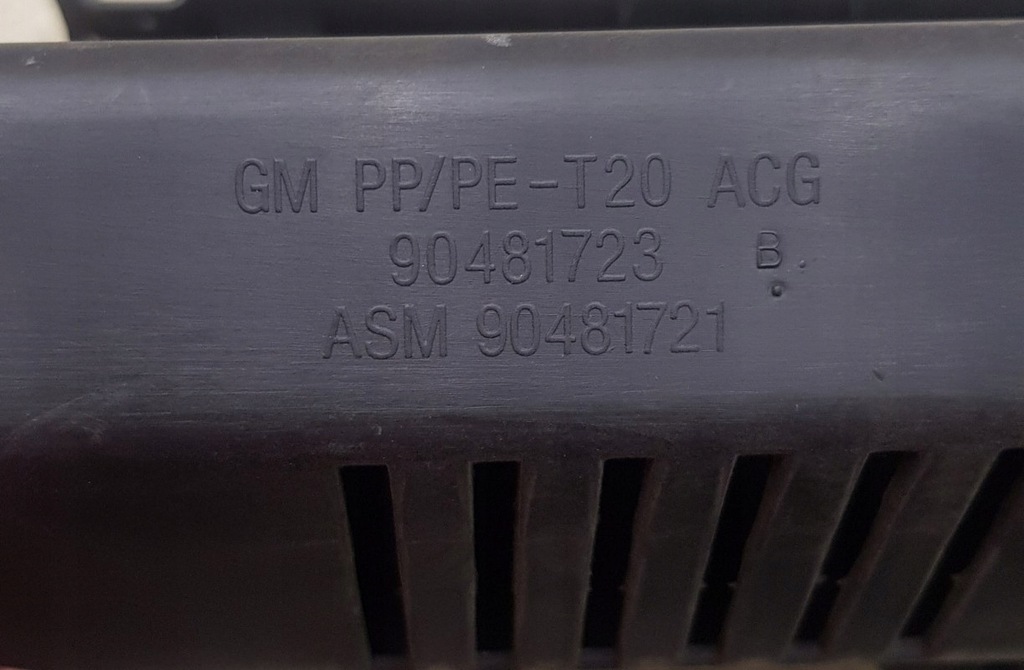 GM PP/PE-T20 ACG
90481723 B.
ASM 90481721